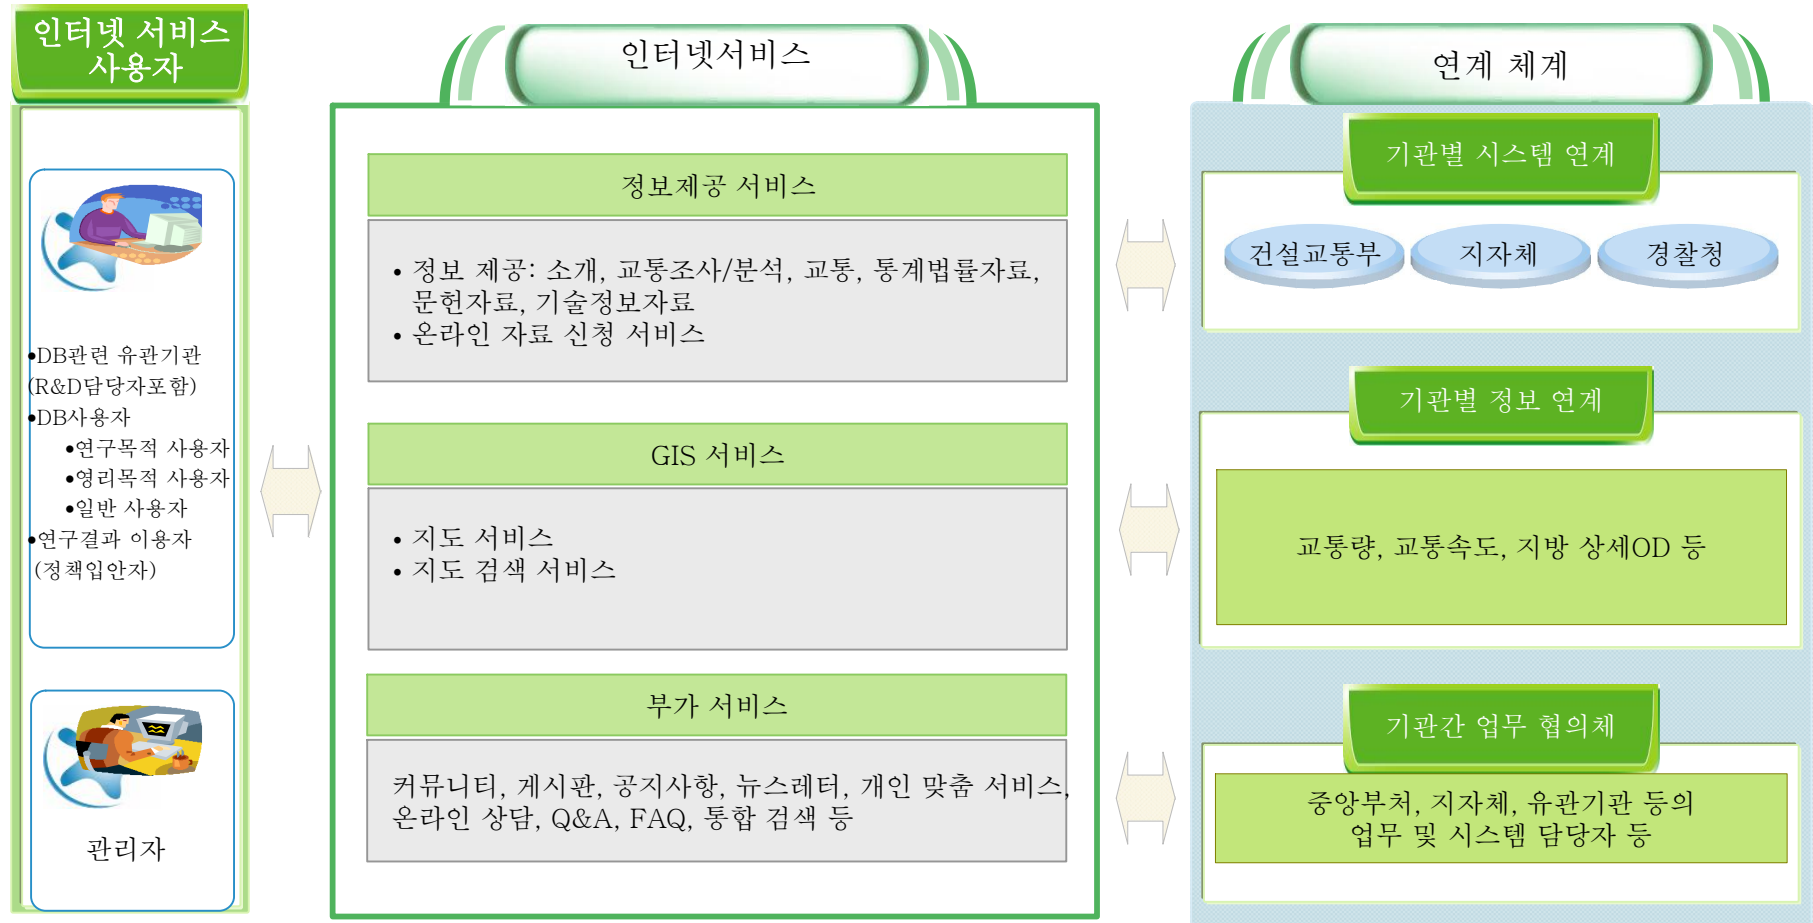 인터넷 서비스
사용자
•DB관련 유관기관
(R&D담당자포함)
•DB사용자
•연구목적 사용자
•영리목적 사용자
•일반 사용자
•연구결과 이용자
(정책입안자)
관리자
인터넷서비스
정보제공 서비스
• 정보 제공: 소개, 교통조사/분석, 교통, 통계법률자료,
문헌자료, 기술정보자료
• 온라인 자료 신청 서비스
GIS 서비스
• 지도 서비스
• 지도 검색 서비스
부가 서비스
커뮤니티, 게시판, 공지사항, 뉴스레터, 개인 맞춤 서비스,
온라인 상담, Q&A, FAQ, 통합 검색 등
연계 체계
기관별 시스템 연계
건설교통부 지자체 경찰청
기관별 정보 연계
교통량, 교통속도, 지방 상세OD 등
기관간 업무 협의체
중앙부처, 지자체, 유관기관 등의
업무 및 시스템 담당자 등